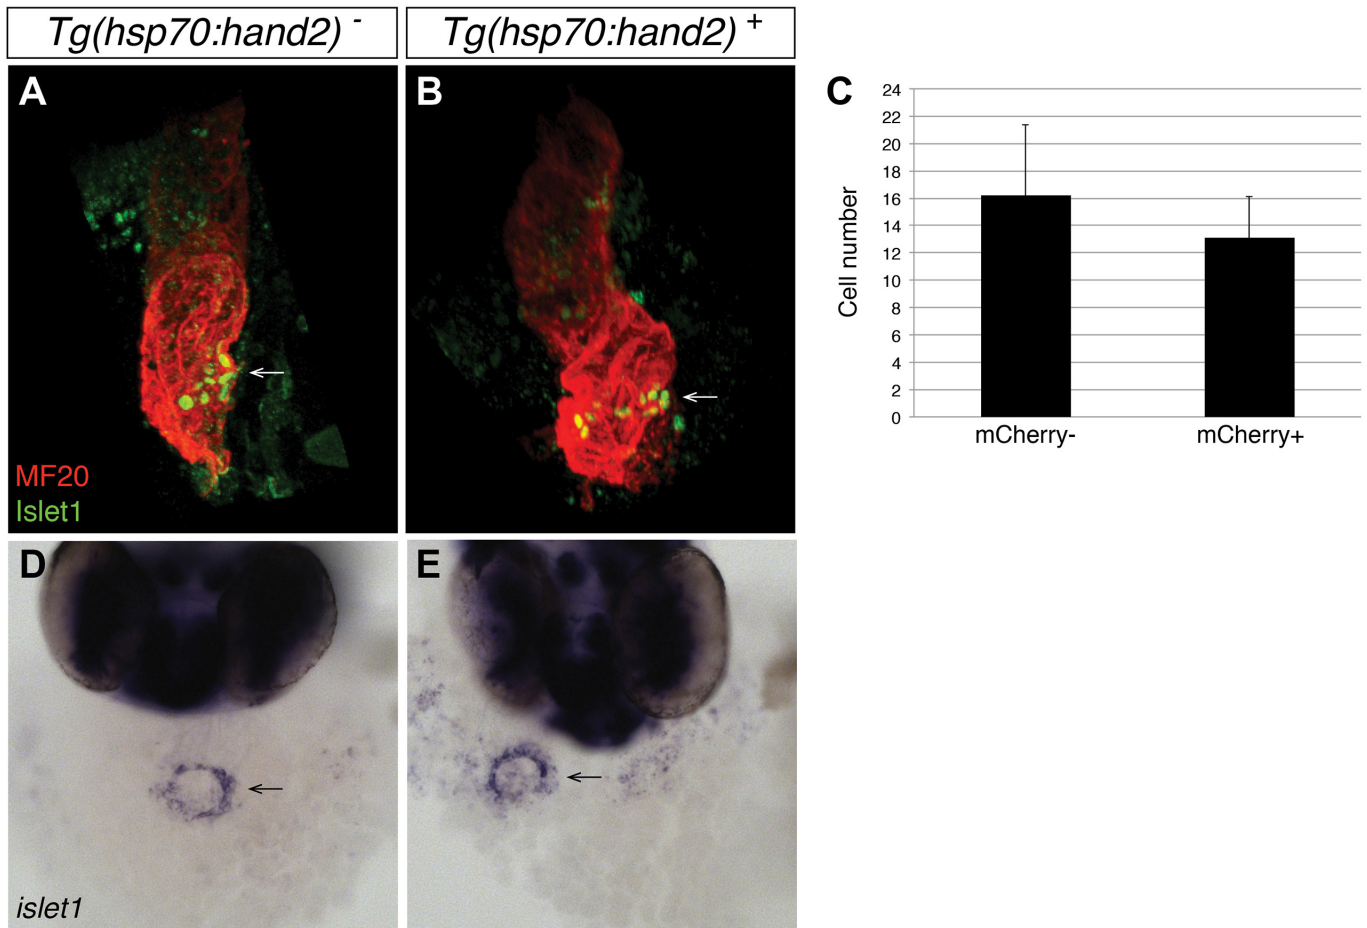 Tg(hsp70:hand2) -
Tg(hsp70:hand2) +
A
B
MF20
Islet1
C
Cell number
24
22
20
18
16
14
12
10
8
6
4
2
0
mCherry-
mCherry+
D
E
islet1